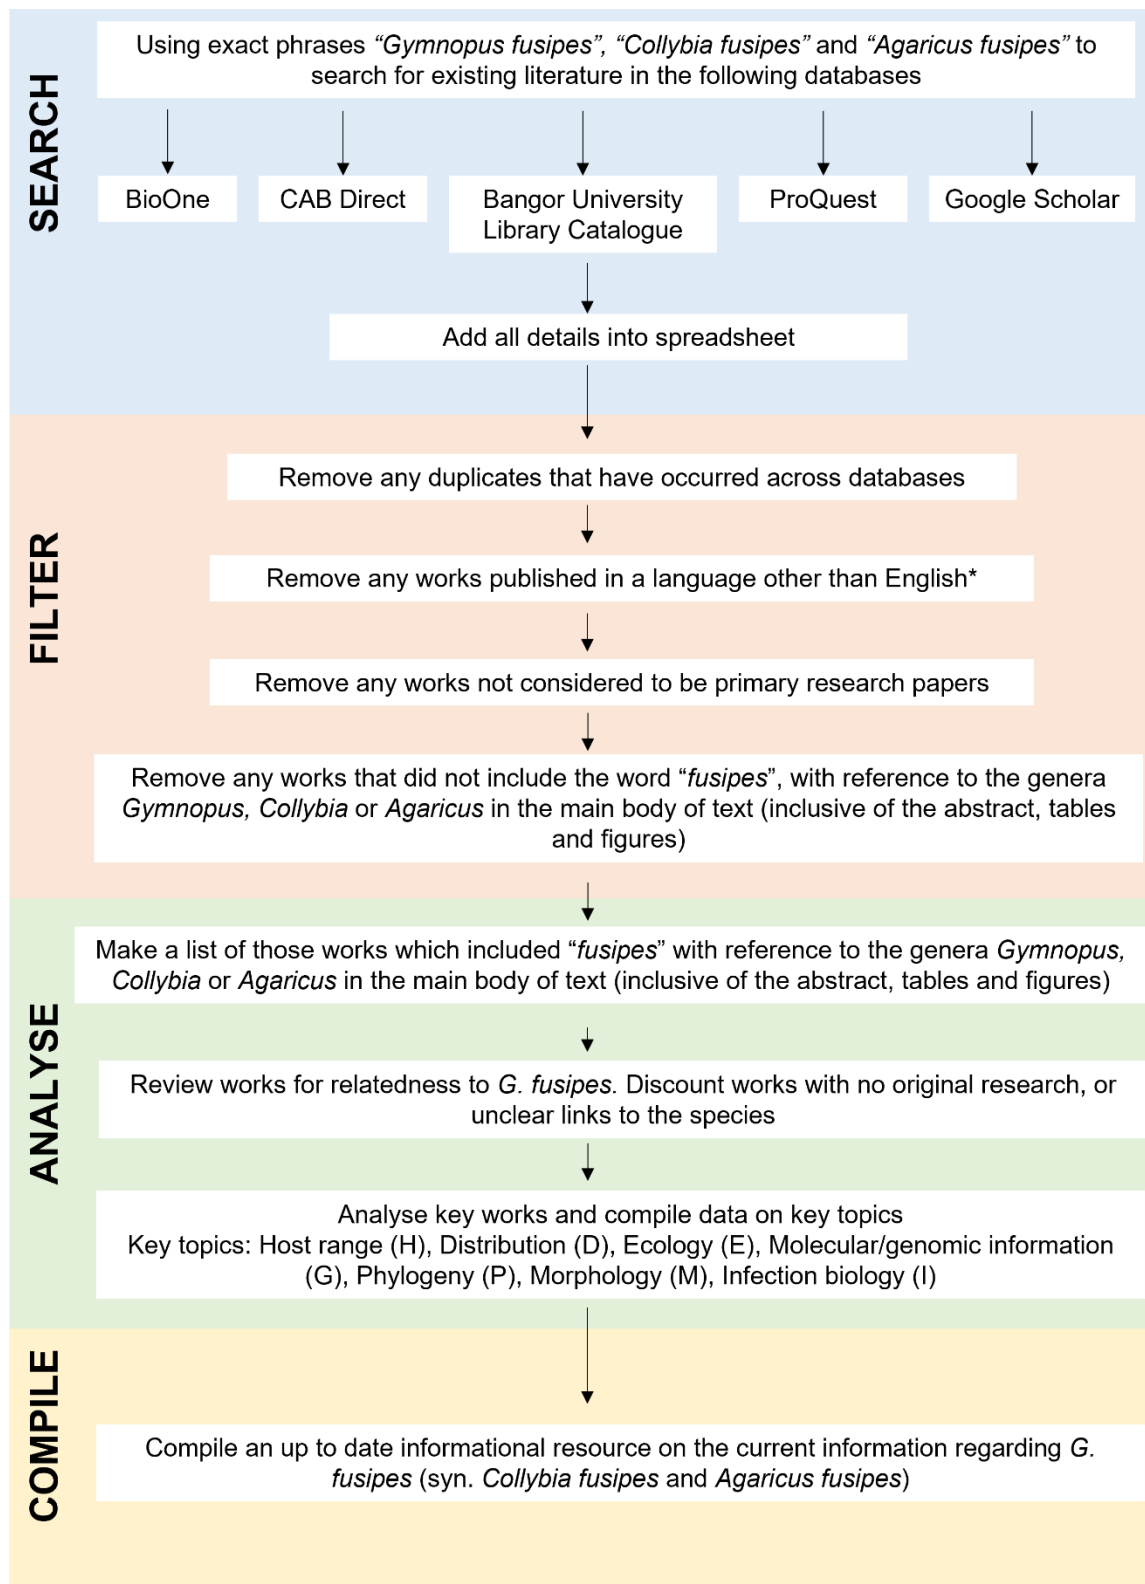 SEARCH
Using exact phrases “Gymnopus fusipes”, “Collybia fusipes” and “Agaricus fusipes” to
search for existing literature in the following databases
BioOne
CAB Direct
Bangor University
Library Catalogue
ProQuest
Google Scholar
Add all details into spreadsheet
FILTER
Remove any duplicates that have occurred across databases
Remove any works published in a language other than English*
Remove any works not considered to be primary research papers
Remove any works that did not include the word “fusipes”, with reference to the genera
Gymnopus, Collybia or Agaricus in the main body of text (inclusive of the abstract, tables
and figures)
ANALYSE
Make a list of those works which included “fusipes” with reference to the genera Gymnopus,
Collybia or Agaricus in the main body of text (inclusive of the abstract, tables and figures)
Review works for relatedness to G. fusipes. Discount works with no original research, or
unclear links to the species
Analyse key works and compile data on key topics
Key topics: Host range (H), Distribution (D), Ecology (E), Molecular/genomic information
(G), Phylogeny (P), Morphology (M), Infection biology (I)
COMPILE
Compile an up to date informational resource on the current information regarding G.
fusipes (syn. Collybia fusipes and Agaricus fusipes)